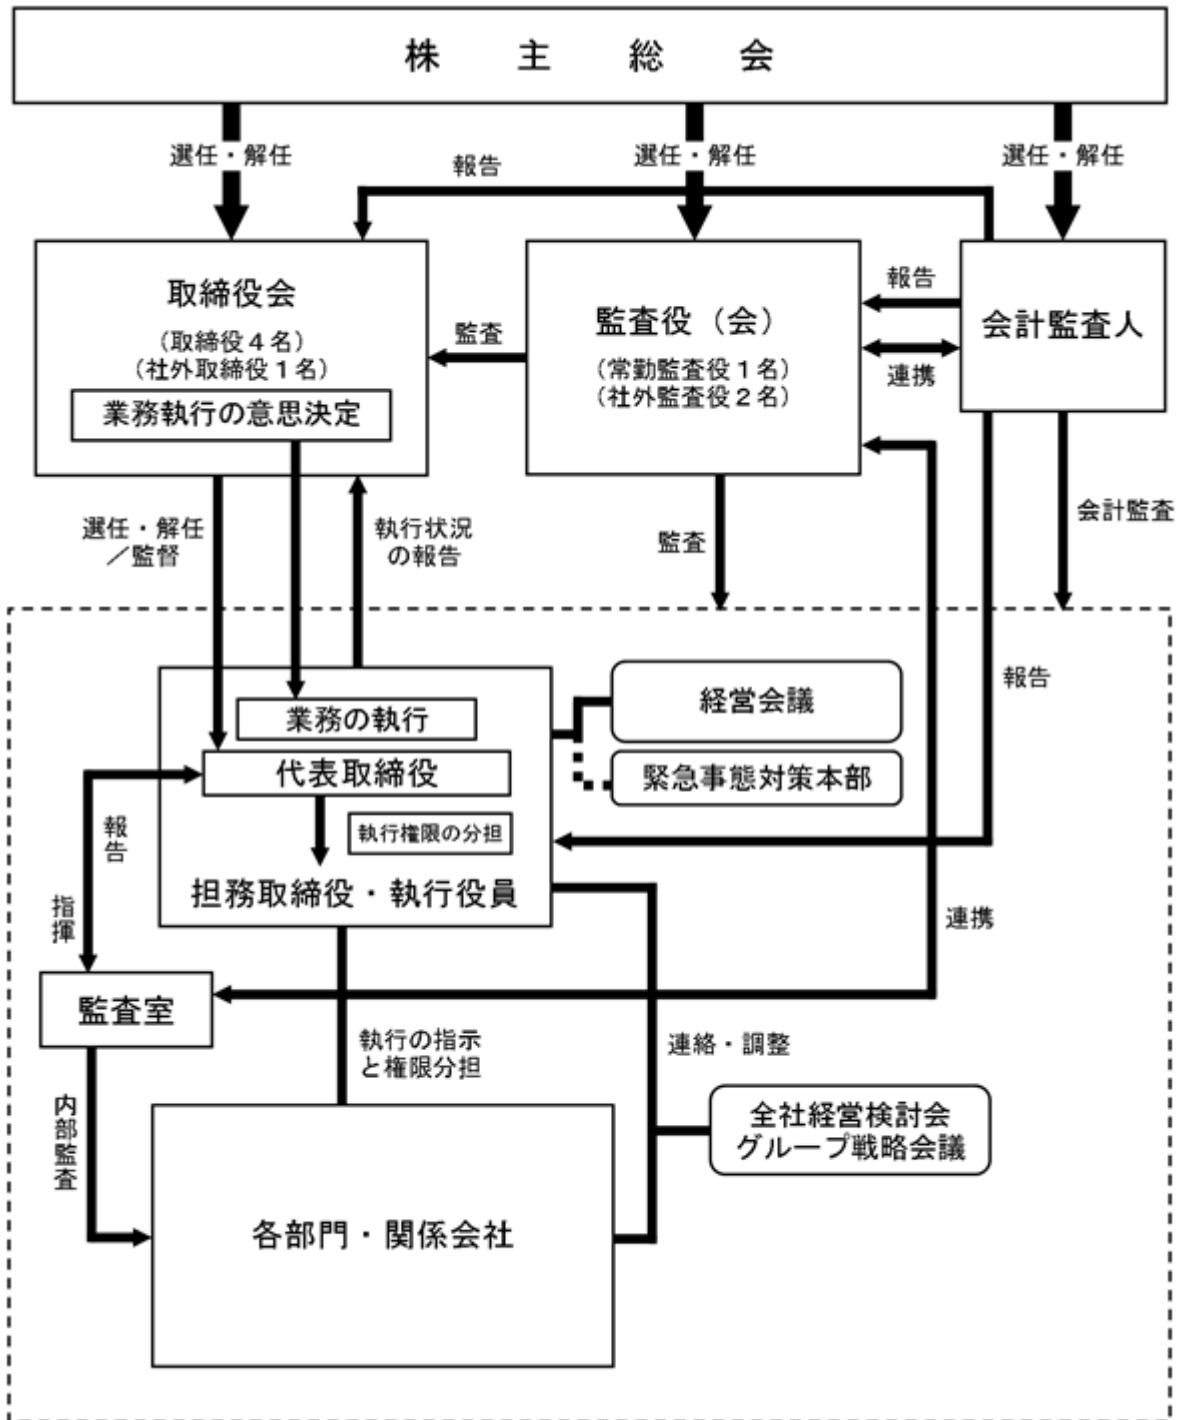 株主総会
選任・解任
選任・解任
選任・解任
報告
取締役会
（取締役４名）
（社外取締役１名）
業務執行の意思決定
監査
監査役（会）
（常勤監査役１名）
（社外監査役２名）
報告
連携
会計監査人
選任・解任
／監督
執行状況
の報告
監査
会計監査
報告
業務の執行
代表取締役
執行権限の分担
担務取締役・執行役員
経営会議
緊急事態対策本部
報告
指揮
連携
監査室
執行の指示
と権限分担
連絡・調整
内部監査
全社経営検討会
グループ戦略会議
各部門・関係会社